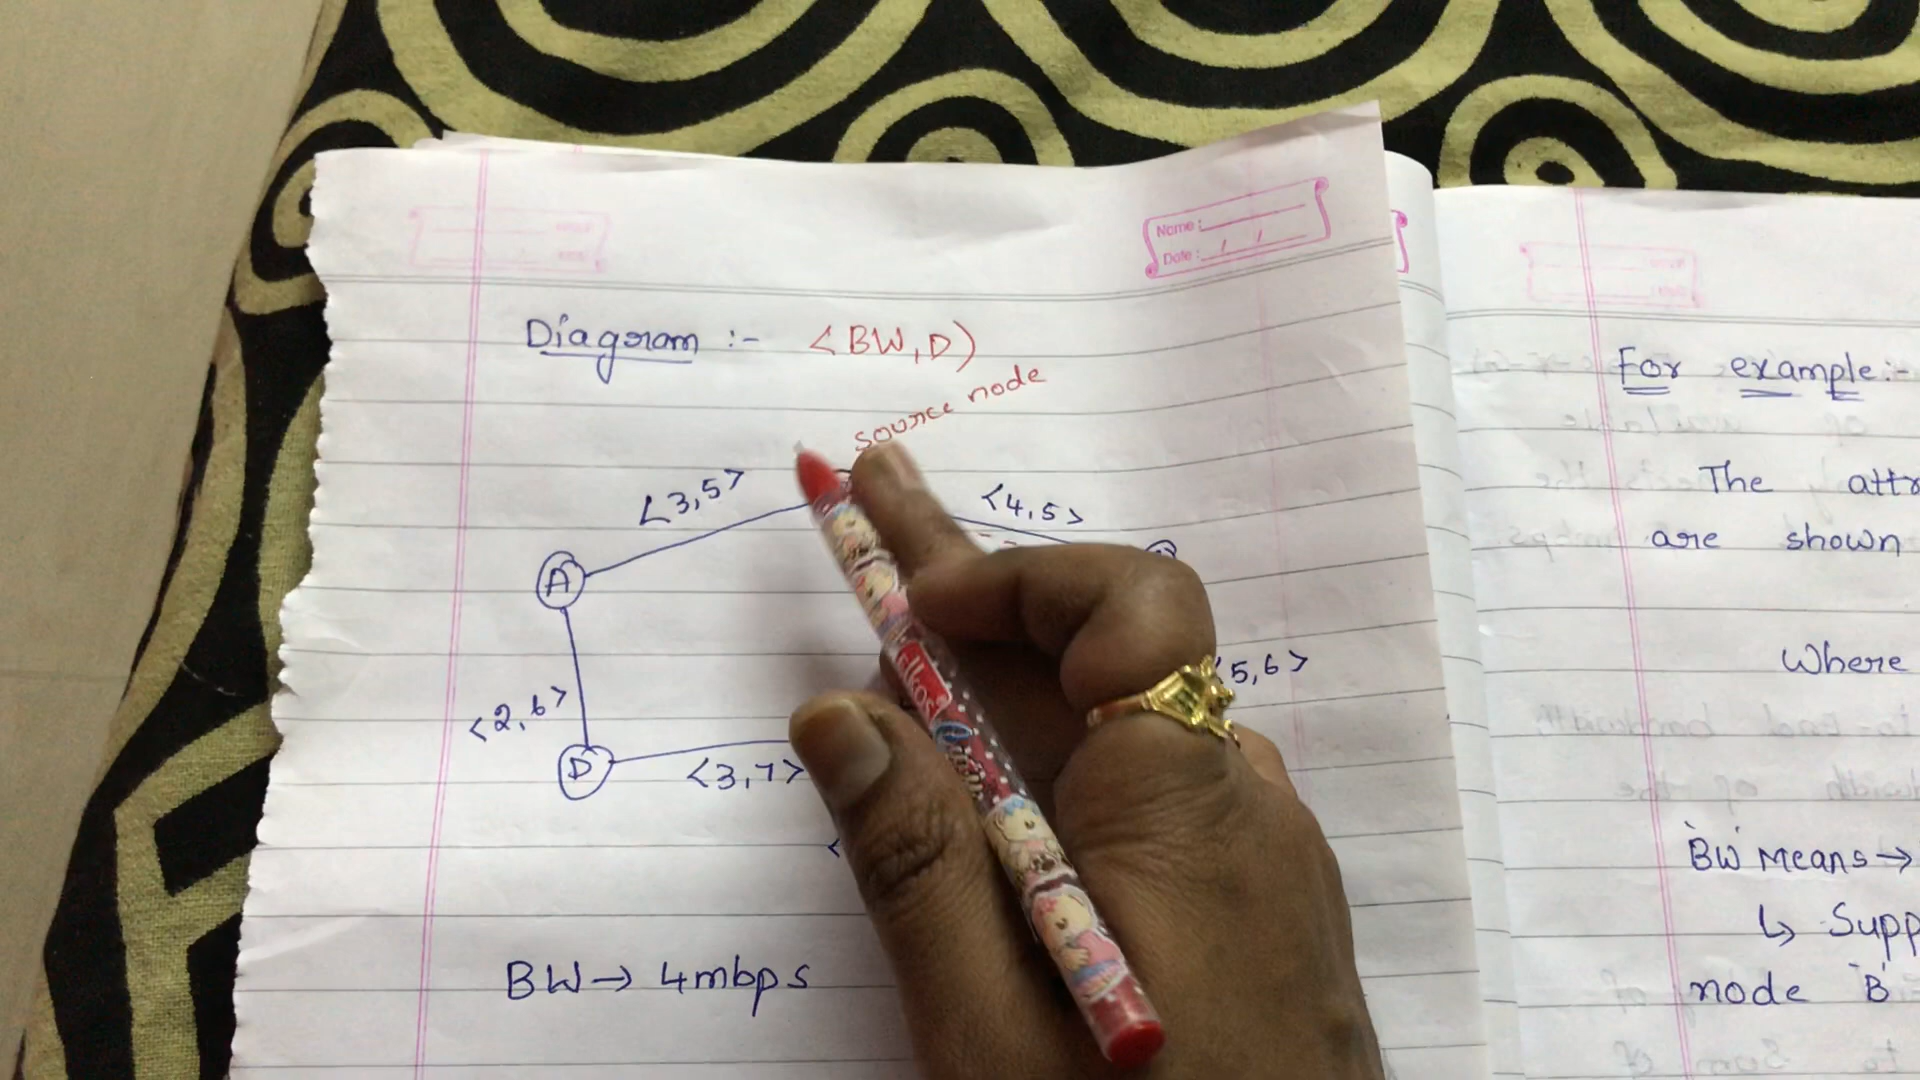 Name :
Date : / /
Diagram :- <BW, D)
source node
<3,5>
<4,5>
A
<5,6>
<2,6>
D
<3,7>
<
BW → 4mbps
elkos
For example:-
The attr
are shown
Where
'BW' Means →
↳ Supp
node 'B'